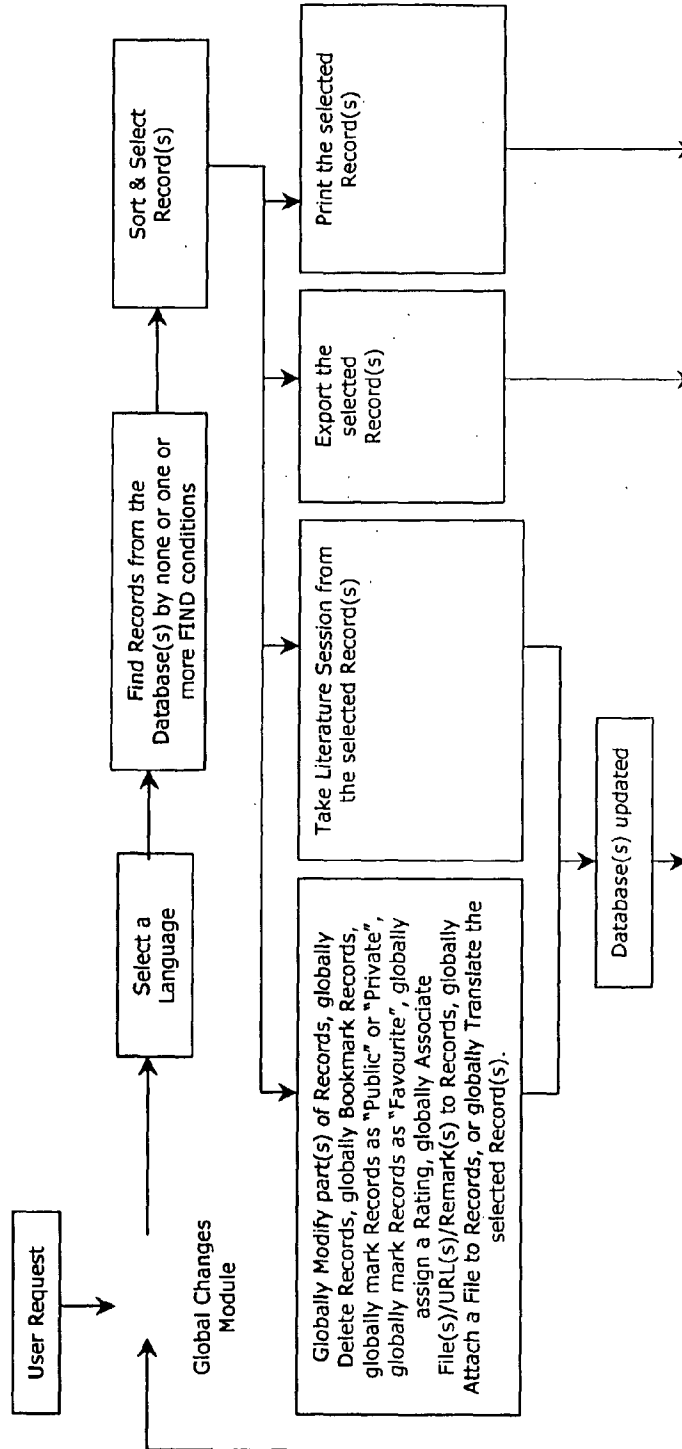 User Request
Global Changes
Module
Select a
Language
Find Records from the
Database(s) by none or one or
more FIND conditions
Sort & Select
Record(s)
Globally Modify part(s) of Records, globally
Delete Records, globally Bookmark Records,
globally mark Records as "Public" or "Private",
globally mark Records as "Favourite", globally
assign a Rating, globally Associate
File(s)/URL(s)/Remark(s) to Records, globally
Attach a File to Records, or globally Translate the
selected Record(s).
Take Literature Session from
the selected Record(s)
Export the
selected
Record(s)
Print the selected
Record(s)
Database(s) updated